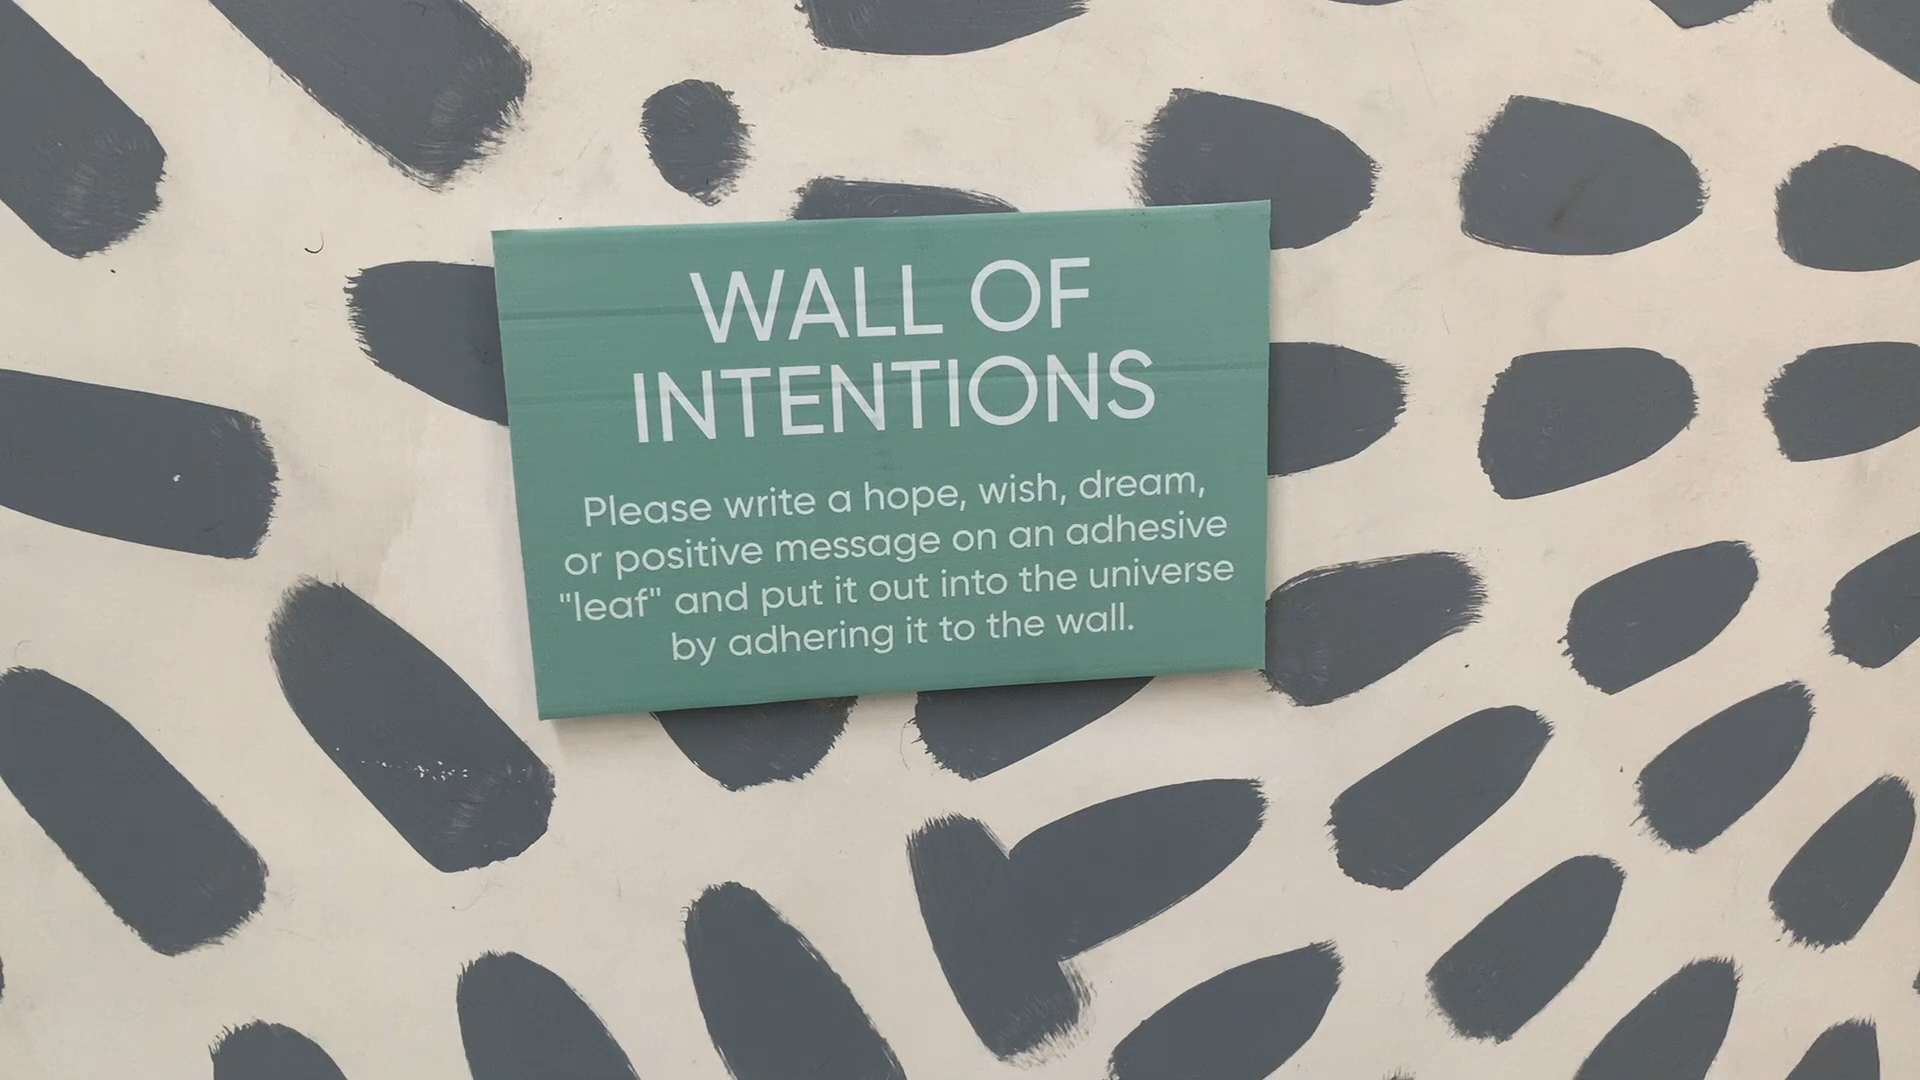 WALL OF
INTENTIONS
Please write a hope, wish, dream,
or positive message on an adhesive
"leaf" and put it out into the universe
by adhering it to the wall.